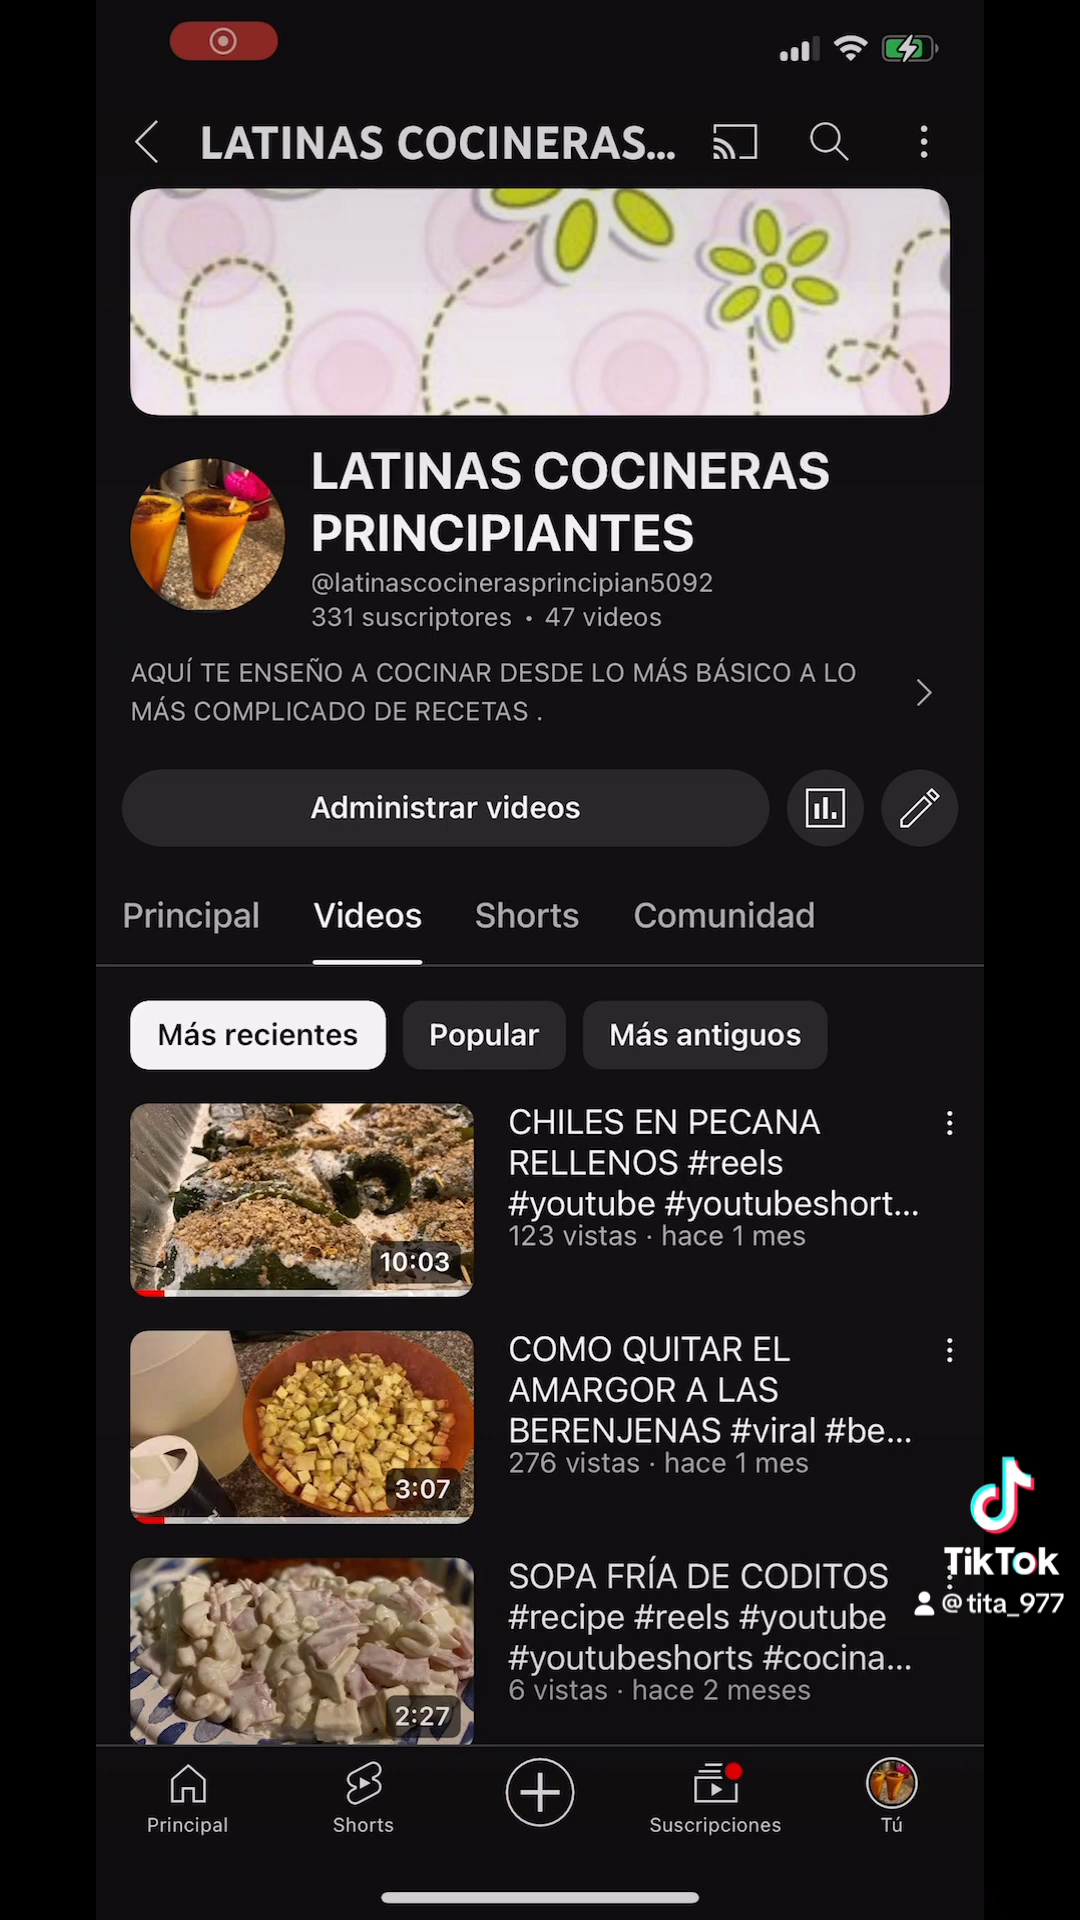 LATINAS COCINERAS...
LATINAS COCINERAS
PRINCIPIANTES
@latinascocinerasprincipian5092
331 suscriptores • 47 videos
AQUÍ TE ENSEÑO A COCINAR DESDE LO MÁS BÁSICO A LO
MÁS COMPLICADO DE RECETAS .
Administrar videos
Principal Videos Shorts Comunidad
Más recientes Popular Más antiguos
CHILES EN PECANA
RELLENOS #reels
#youtube #youtubeshort...
123 vistas · hace 1 mes
10:03
COMO QUITAR EL
AMARGOR A LAS
BERENJENAS #viral #be...
276 vistas · hace 1 mes
3:07
SOPA FRÍA DE CODITOS
#recipe #reels #youtube
#youtubeshorts #cocina...
6 vistas · hace 2 meses
2:27
TikTok
@tita_977
Principal Shorts Suscripciones Tú